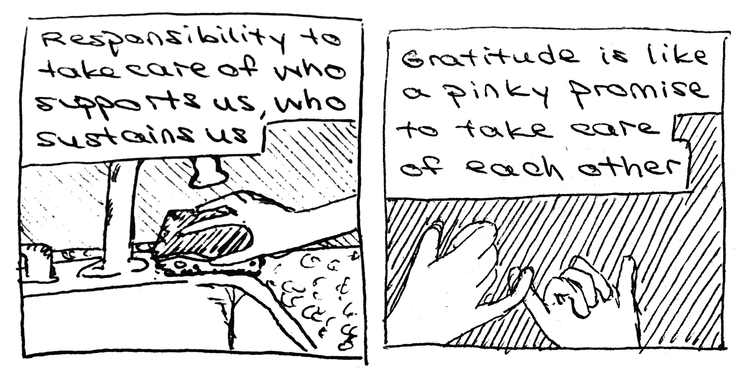 Responsibility to
take care of who
supports us, who
sustains us
Gratitude is like
a pinky promise
to take care
of each other